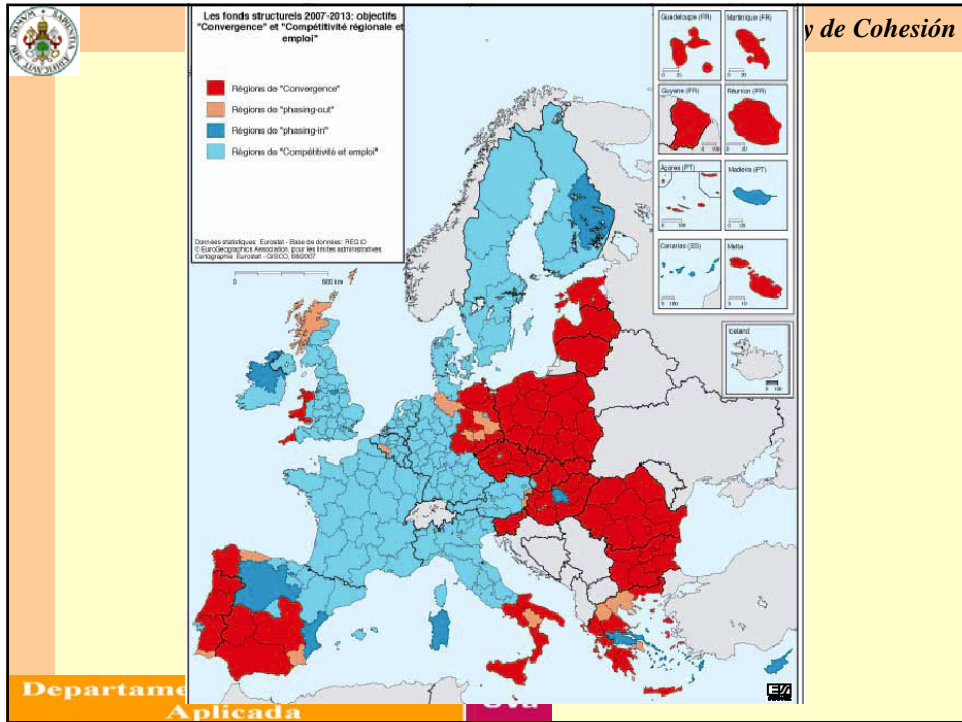 Les fonds structurels 2007-2013: objectifs
"Convergence" et "Compétitivité régionale et
emploi"
Régions de "Convergence"
Régions de "phasing-out"
Régions de "phasing-in"
Régions de "Compétitivité et emploi"
Données statistiques: Eurostat - Base de données: REGIO
© EuroGeographics Association, pour les limites administratives
Cartographie: Eurostat - GISCO, 08/2007
0 500 km
Guadeloupe (FR)
Martinique (FR)
Guyane (FR)
Réunion (FR)
Açores (PT)
Madeira (PT)
Canarias (ES)
Malta
Iceland
y de Cohesión
Departame
Aplicada